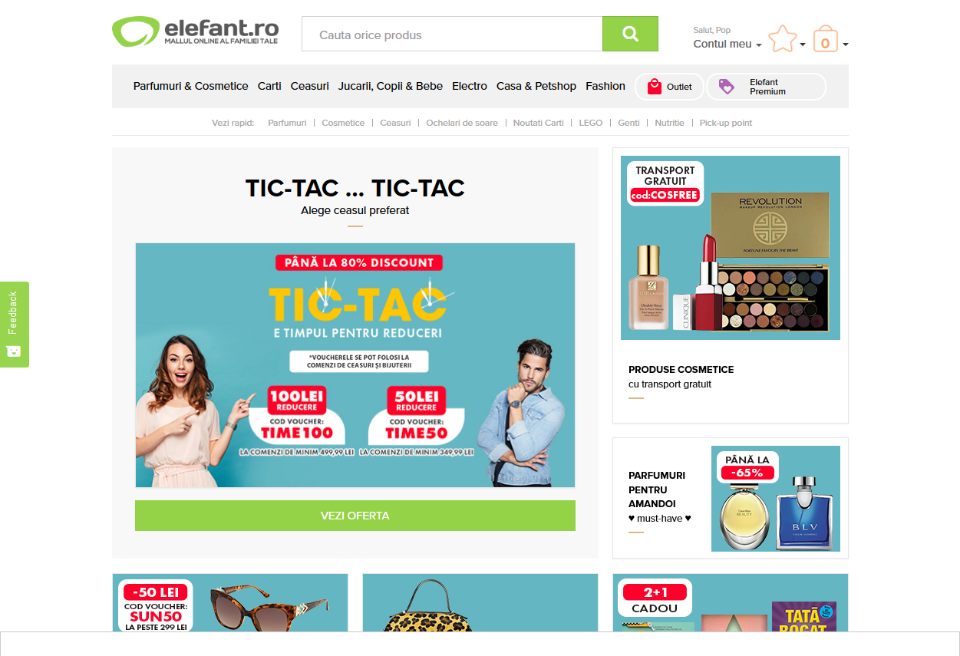 elefant.ro
MALLUL ONLINE AL FAMILIEI TALE
Cauta orice produs
Salut, Pop
Contul meu
0
Parfumuri & Cosmetice Carti Ceasuri Jucarii, Copii & Bebe Electro Casa & Petshop Fashion Outlet Elefant Premium
Vezi rapid: Parfumuri | Cosmetice | Ceasuri | Ochelari de soare | Noutati Carti | LEGO | Genti | Nutritie | Pick-up point
TIC-TAC ... TIC-TAC
Alege ceasul preferat
PÂNĂ LA 80% DISCOUNT
TIC-TAC
E TIMPUL PENTRU REDUCERI
*VOUCHERELE SE POT FOLOSI LA
COMENZI DE CEASURI ȘI BIJUTERII
100LEI
REDUCERE
COD VOUCHER:
TIME100
LA COMENZI DE MINIM 499,99 LEI
50LEI
REDUCERE
COD VOUCHER:
TIME50
LA COMENZI DE MINIM 349,99 LEI
VEZI OFERTA
TRANSPORT
GRATUIT
cod:COSFREE
REVOLUTION
CLINIQUE
PRODUSE COSMETICE
cu transport gratuit
PARFUMURI
PENTRU
AMANDOI
♥ must-have ♥
PÂNĂ LA
-65%
BLV
Feedback
-50 LEI
COD VOUCHER:
SUN50
LA PESTE 299 LEI
2+1
CADOU
TATĂ
BOGAT